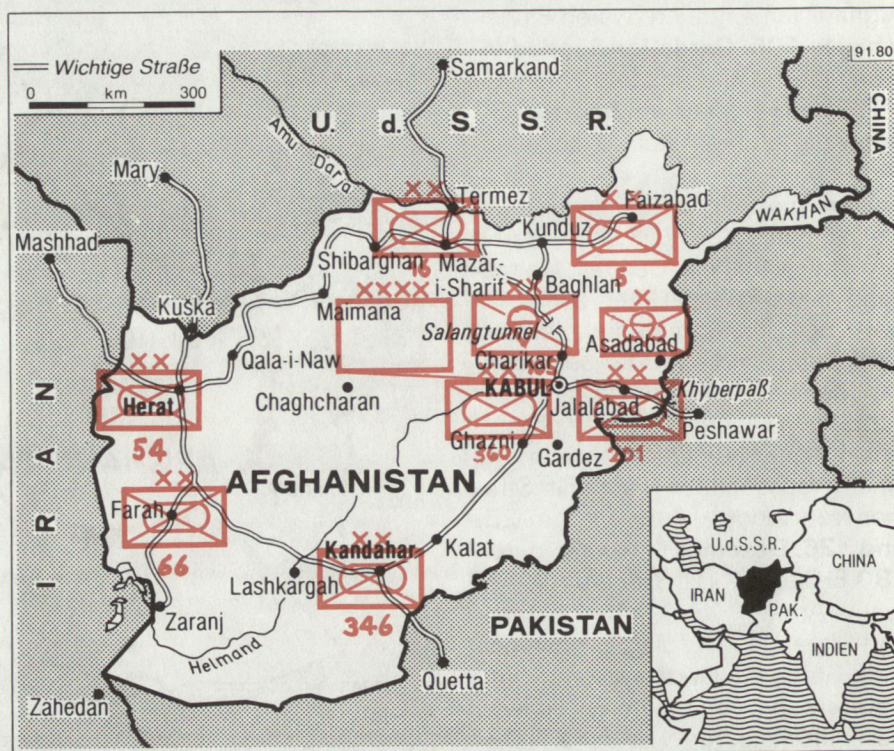 Wichtige Straße
0 km 300
91.80
Samarkand
U. d. S. S. R.
CHINA
Amu Darja
Mary
Termez
Faizabad
WAKHAN
Mashhad
Kunduz
Shibarghan
Mazar-
i-Sharif
16
5
Baghlan
Kuška
Maimana
Salangtunnel
Asadabad
Qala-i-Naw
Charikar
KABUL
Khyberpaß
Herat
Chaghcharan
Jalalabad
Peshawar
54
Ghazni
360
Gardez
201
IRAN
AFGHANISTAN
Farah
66
Kandahar
Kalat
Lashkargah
346
Zaranj
Helmand
PAKISTAN
Quetta
Zahedan
U.d.S.S.R.
CHINA
IRAN
PAK.
INDIEN